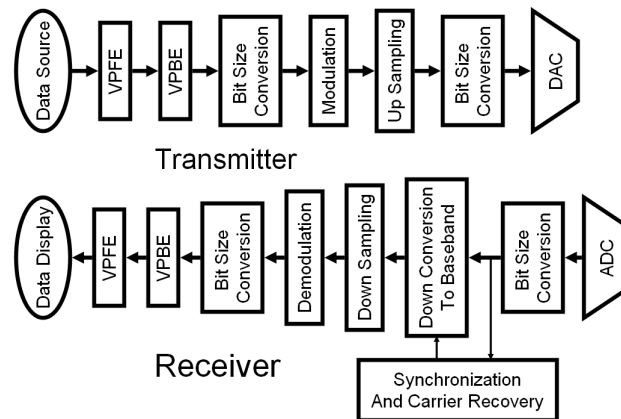 Data Source
VPFE
VPBE
Bit Size
Conversion
Modulation
Up Sampling
Bit Size
Conversion
DAC
Transmitter
Data Display
VPFE
VPBE
Bit Size
Conversion
Demodulation
Down Sampling
Down Conversion
To Baseband
Bit Size
Conversion
ADC
Receiver
Synchronization
And Carrier Recovery